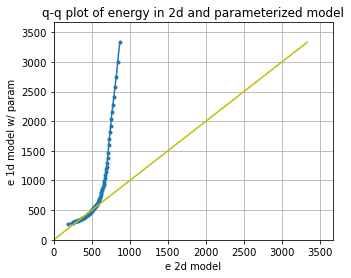 q-q plot of energy in 2d and parameterized model
3500
3000
2500
2000
1500
1000
500
0
e 1d model w/ param
0 500 1000 1500 2000 2500 3000 3500
e 2d model